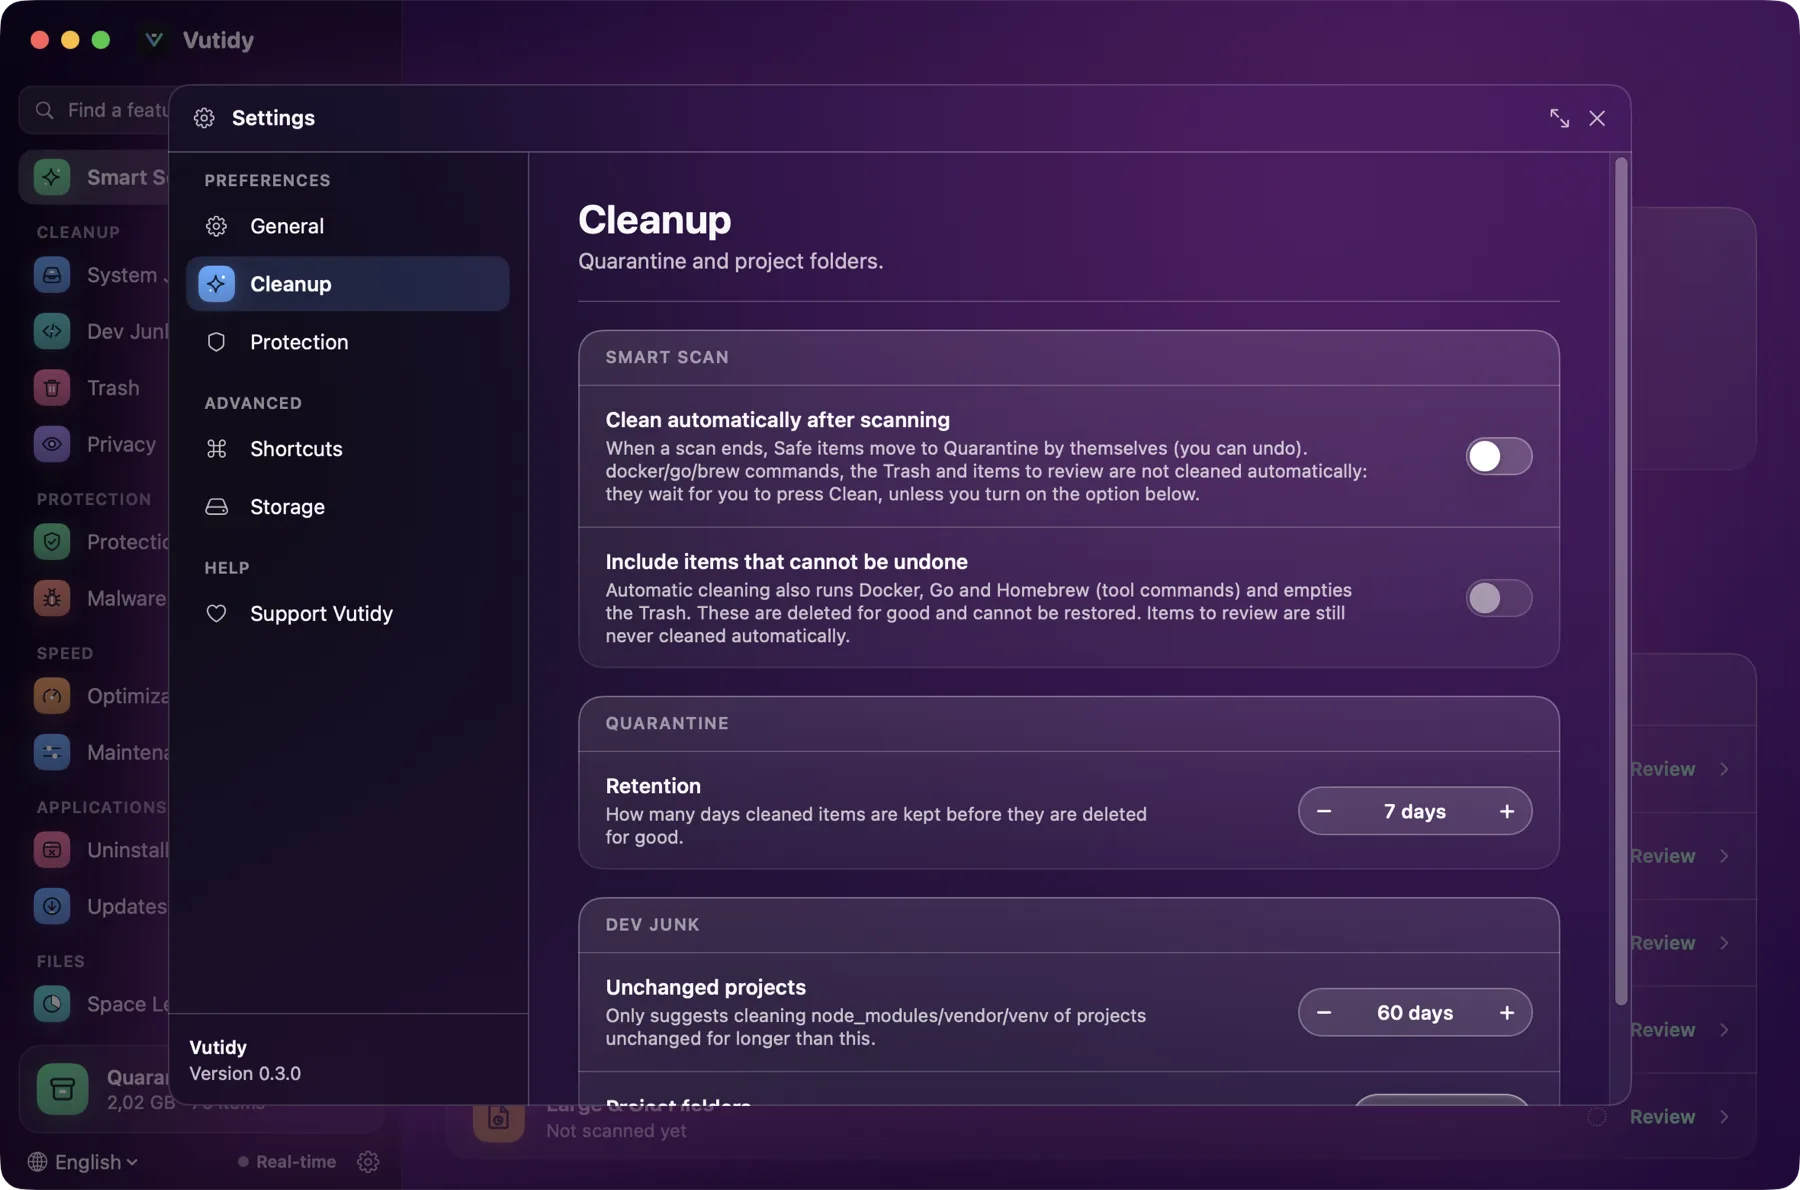 Vutidy
Find a featu
Smart S
CLEANUP
System
Dev Junl
Trash
Privacy
PROTECTION
Protectio
Malware
SPEED
Optimiza
Maintena
APPLICATIONS
Uninstall
Updates
FILES
Space Le
Quarar
2,02 GB
English
Real-time
Settings
PREFERENCES
General
Cleanup
Protection
ADVANCED
Shortcuts
Storage
HELP
Support Vutidy
Vutidy
Version 0.3.0
Cleanup
Quarantine and project folders.
SMART SCAN
Clean automatically after scanning
When a scan ends, Safe items move to Quarantine by themselves (you can undo).
docker/go/brew commands, the Trash and items to review are not cleaned automatically:
they wait for you to press Clean, unless you turn on the option below.
Include items that cannot be undone
Automatic cleaning also runs Docker, Go and Homebrew (tool commands) and empties
the Trash. These are deleted for good and cannot be restored. Items to review are still
never cleaned automatically.
QUARANTINE
Retention
How many days cleaned items are kept before they are deleted
for good.
7 days
DEV JUNK
Unchanged projects
Only suggests cleaning node_modules/vendor/venv of projects
unchanged for longer than this.
60 days
Project folders
Large & Old Files
Not scanned yet
Review
Review
Review
Review
Review